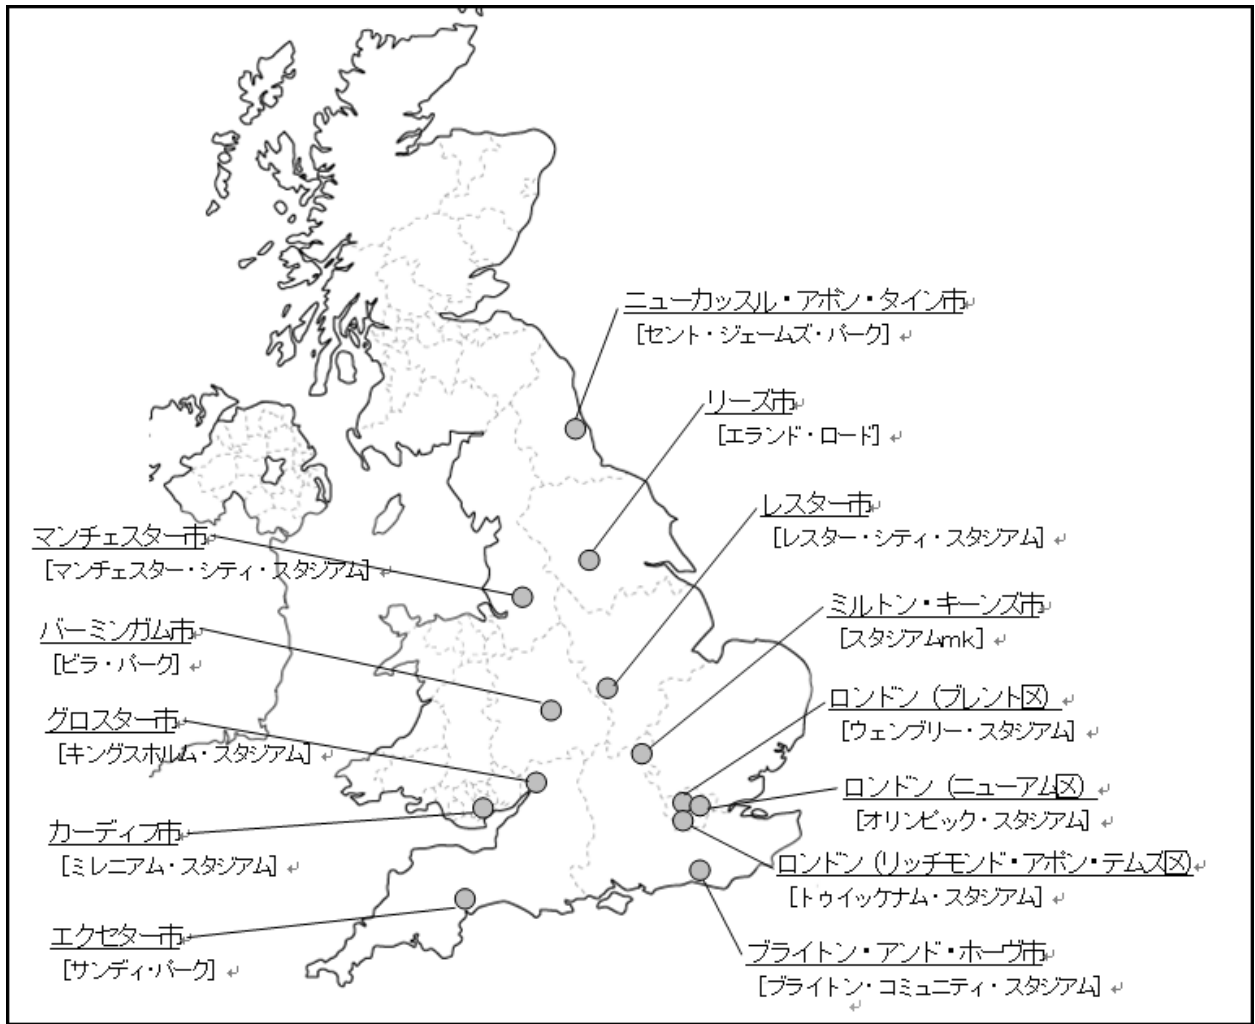 ニューカッスル・アポン・タイン市
[セント・ジェームズ・パーク]
リーズ市
[エランド・ロード]
レスター市
[レスター・シティ・スタジアム]
マンチェスター市
[マンチェスター・シティ・スタジアム]
ミルトン・キーンズ市
[スタジアムmk]
バーミンガム市
[ビラ・パーク]
ロンドン（ブレント区）
[ウェンブリー・スタジアム]
グロスター市
[キングスホルム・スタジアム]
ロンドン（ニューアム区）
[オリンピック・スタジアム]
カーディフ市
[ミレニアム・スタジアム]
ロンドン（リッチモンド・アポン・テムズ区）
[トゥイッケナム・スタジアム]
エクセター市
[サンディ・パーク]
ブライトン・アンド・ホーヴ市
[ブライトン・コミュニティ・スタジアム]